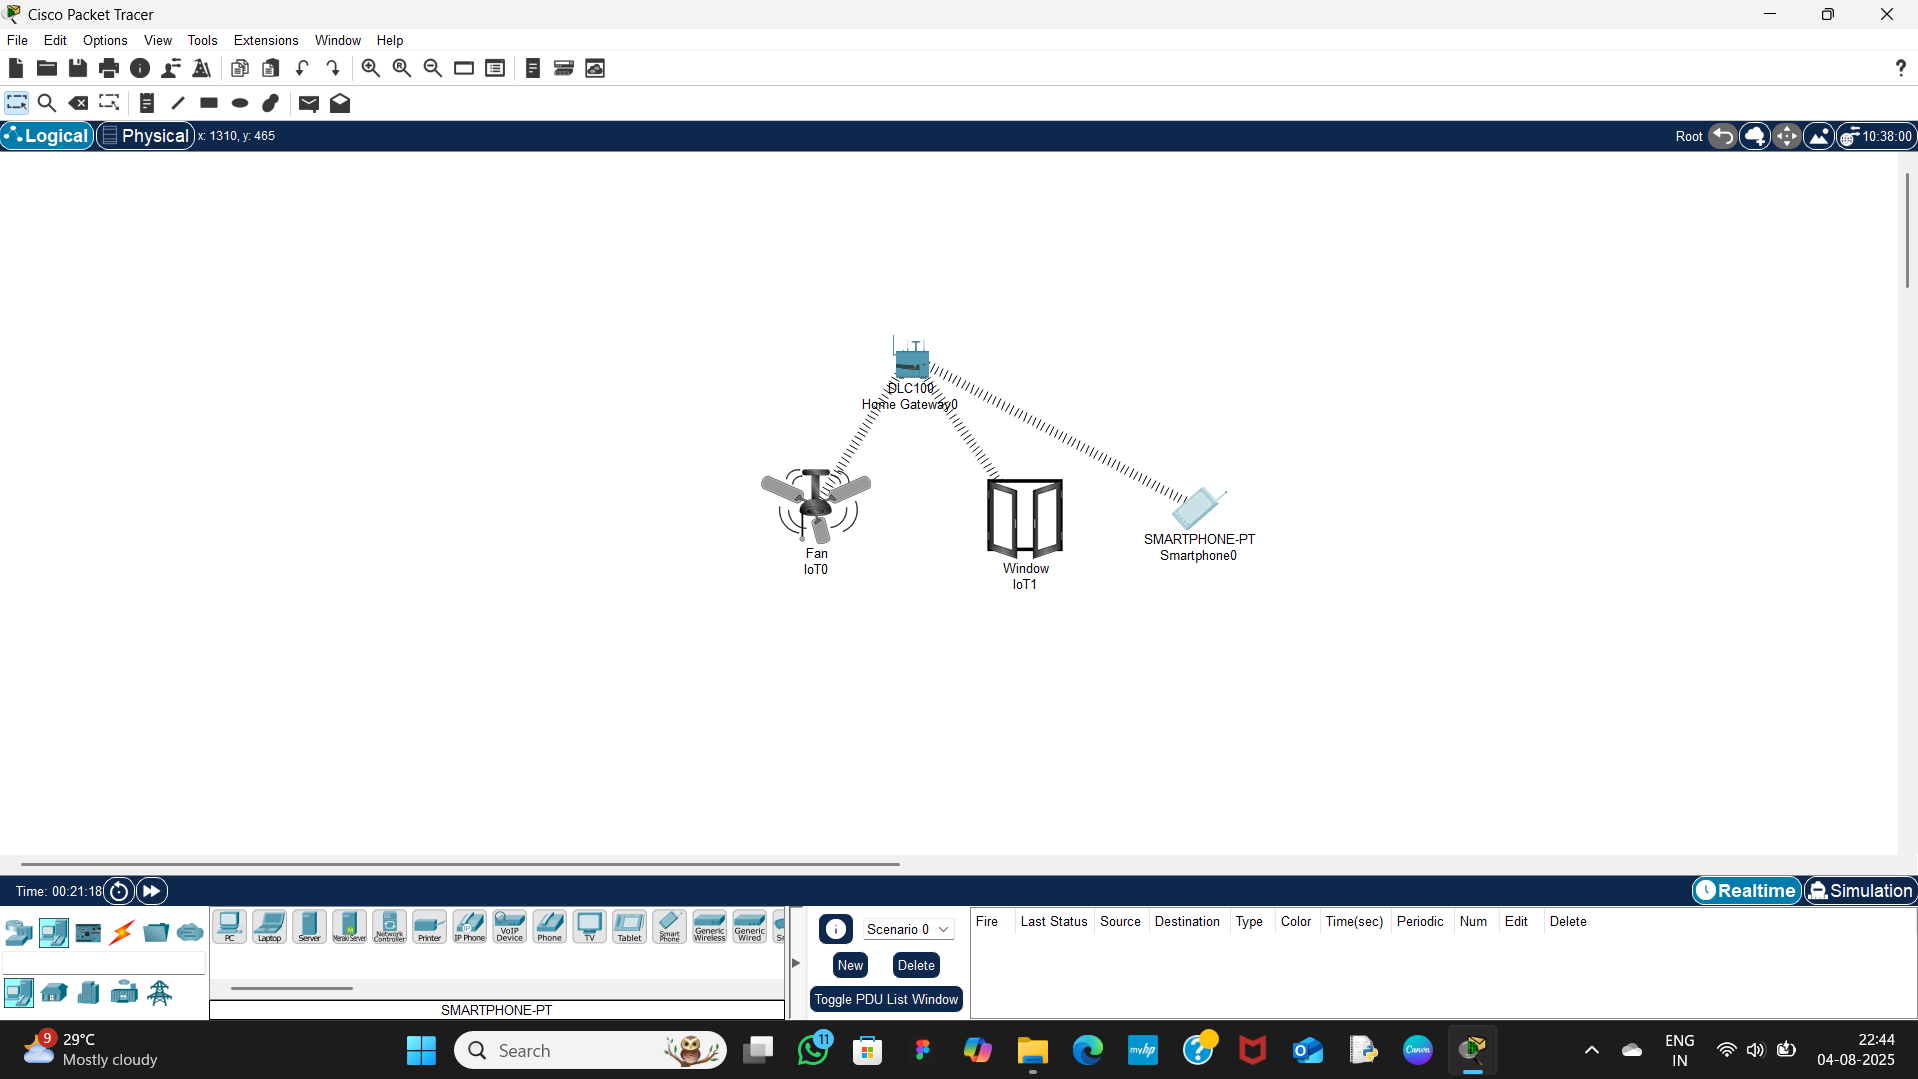 Cisco Packet Tracer
File Edit Options View Tools Extensions Window Help
?
Logical Physical x: 1310, y: 465 Root 10:38:00
DLC100
Home Gateway0
Fan
IoT0
Window
IoT1
SMARTPHONE-PT
Smartphone0
Time: 00:21:18 Realtime Simulation
PC Laptop Server Meraki Server Network Controller Printer IP Phone VoIP Device Phone TV Tablet Smart Phone Generic Wireless Generic Wired
SMARTPHONE-PT
Scenario 0
New Delete
Toggle PDU List Window
Fire Last Status Source Destination Type Color Time(sec) Periodic Num Edit Delete
9 29°C
Mostly cloudy
Search
11
myhp
Canva
ENG
IN
22:44
04-08-2025